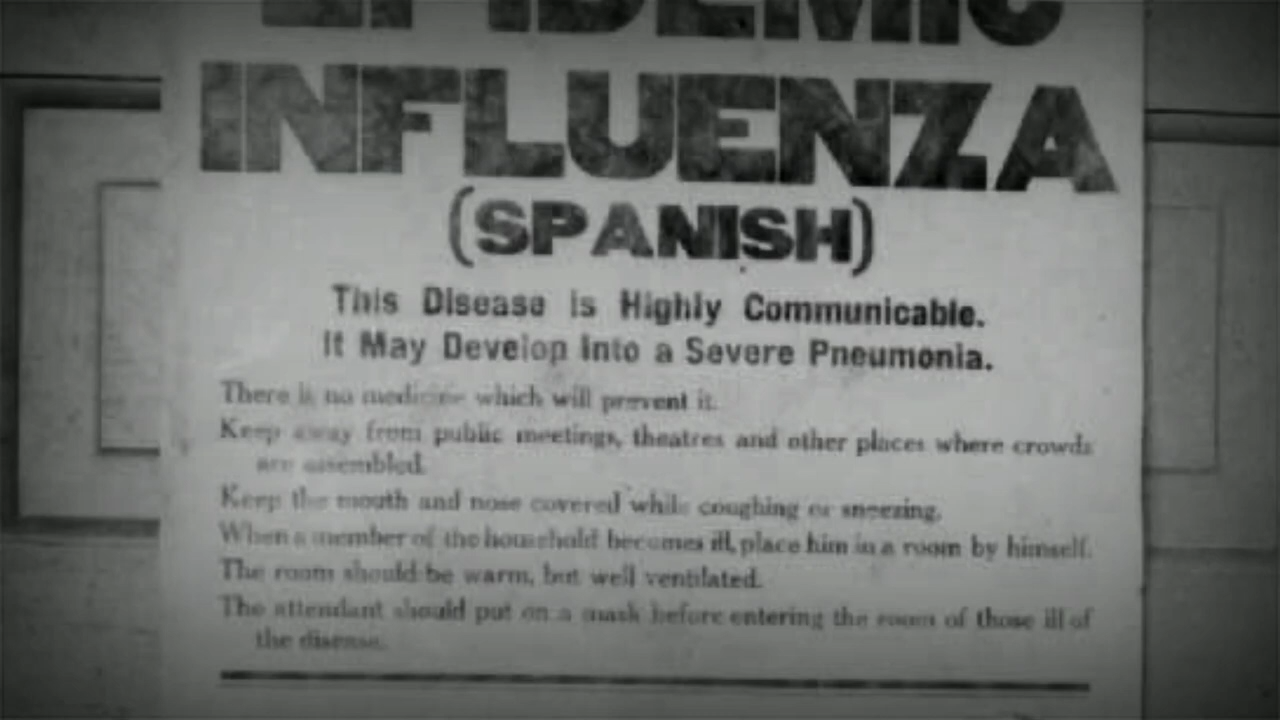 EPIDEMIC
INFLUENZA
(SPANISH)
This Disease is Highly Communicable.
It May Develop into a Severe Pneumonia.
There is no medicine which will prevent it.
Keep away from public meetings, theatres and other places where crowds
are assembled.
Keep the mouth and nose covered while coughing or sneezing.
When a member of the household becomes ill, place him in a room by himself.
The room should be warm, but well ventilated.
The attendant should put on a mask before entering the room of those ill of
the disease.